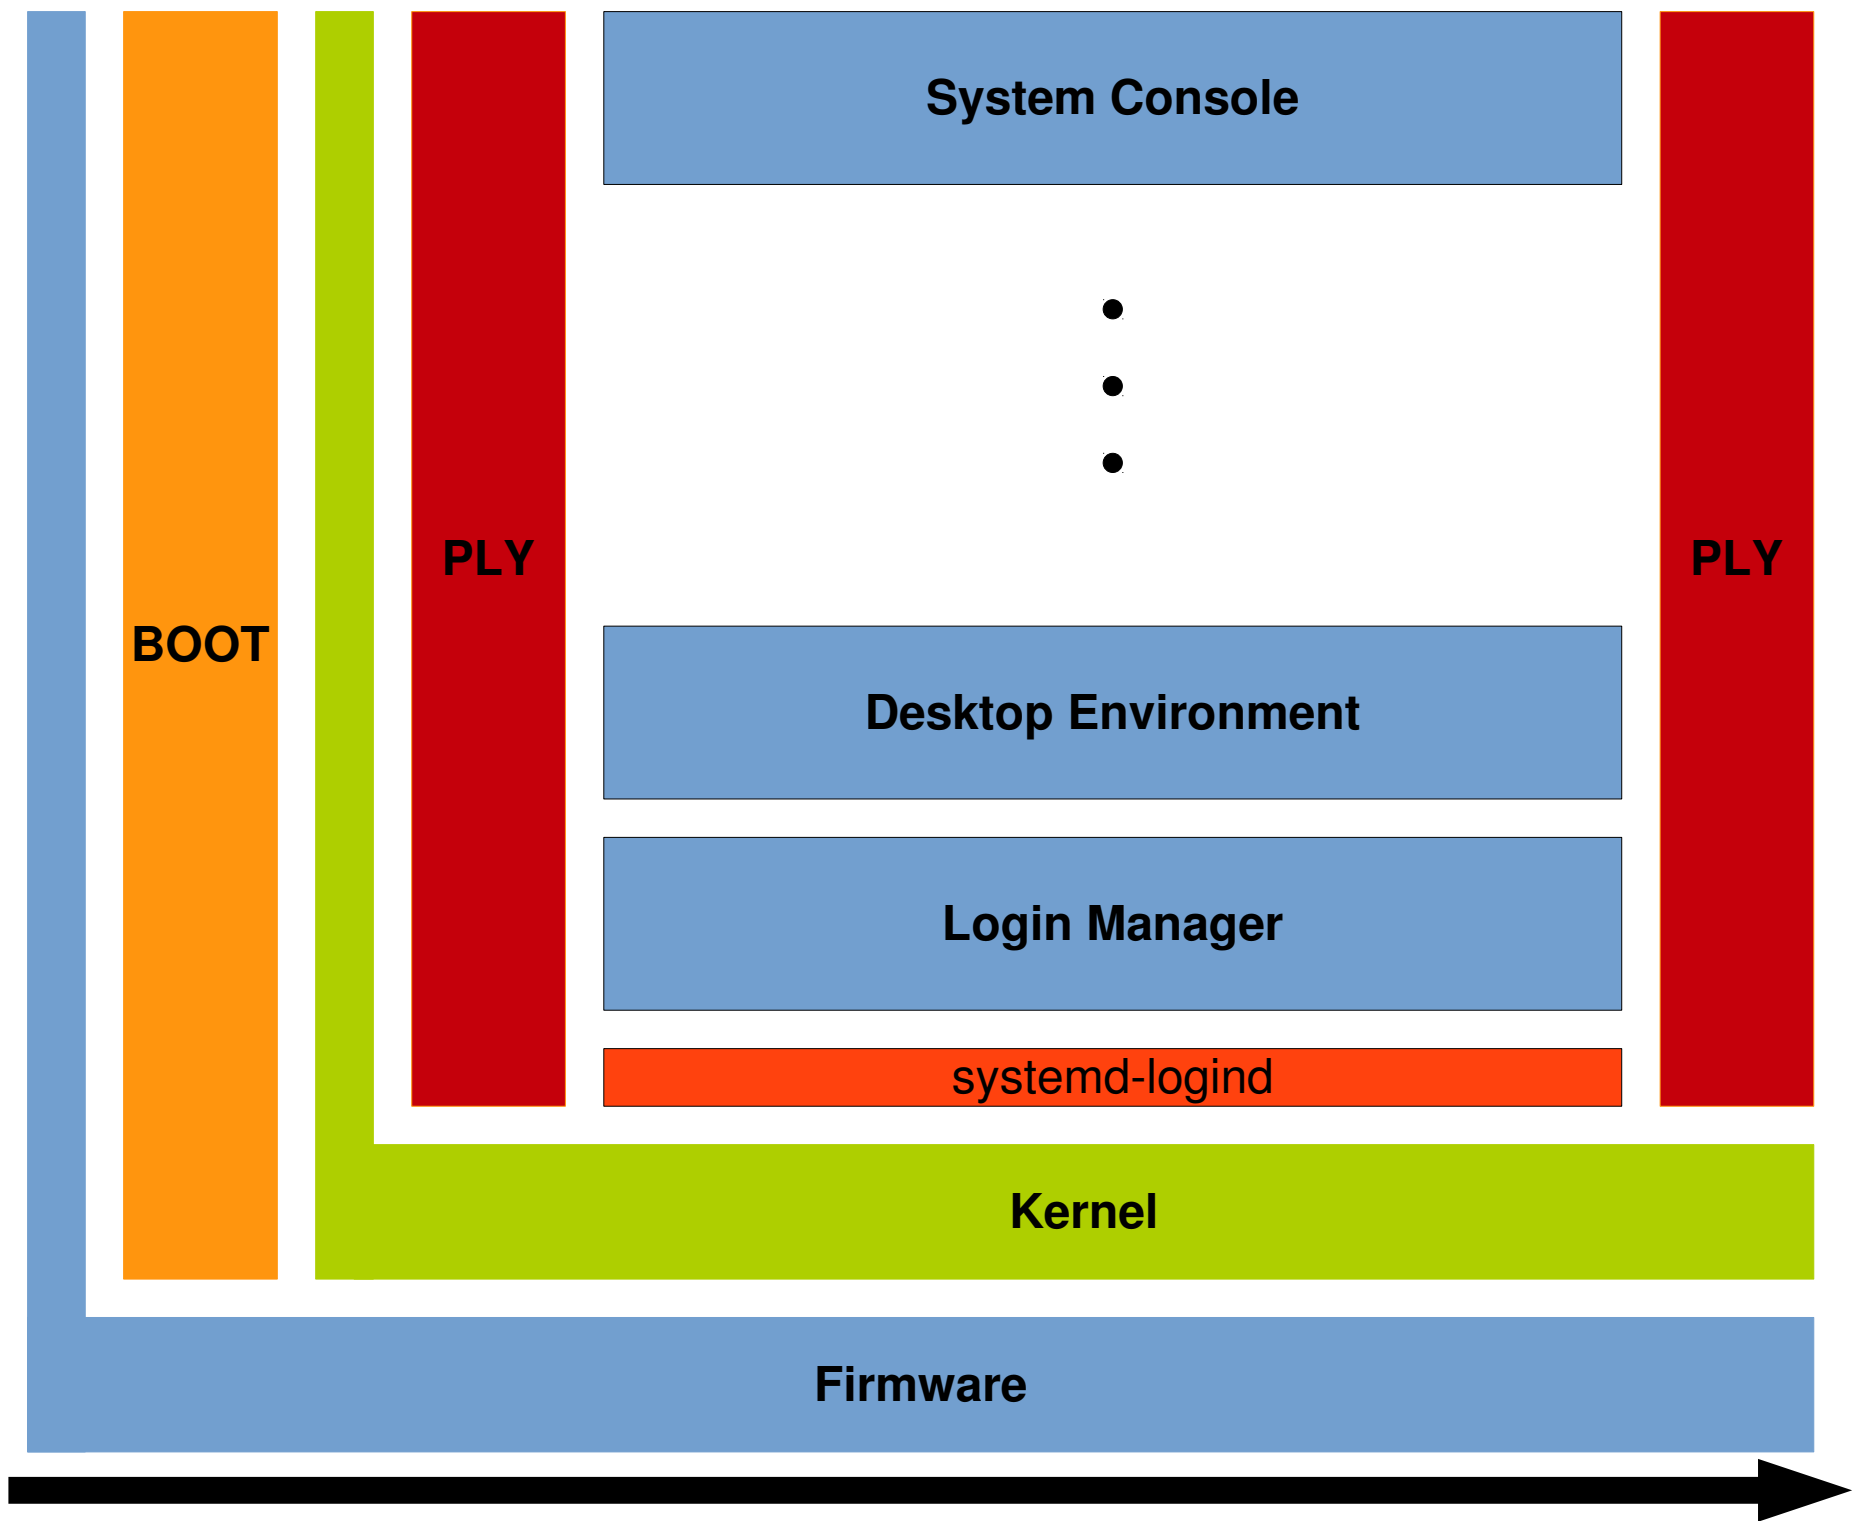 System Console
PLY
PLY
BOOT
Desktop Environment
Login Manager
systemd-logind
Kernel
Firmware